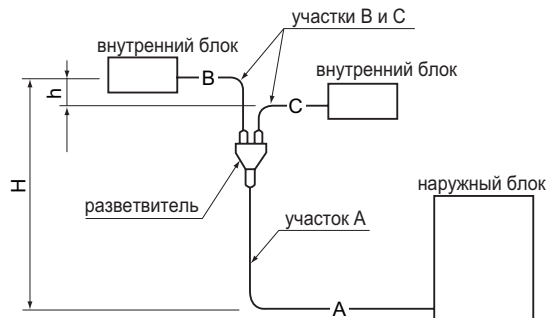 участки B и C
внутренний блок
внутренний блок
B
C
h
H
разветвитель
наружный блок
участок A
A